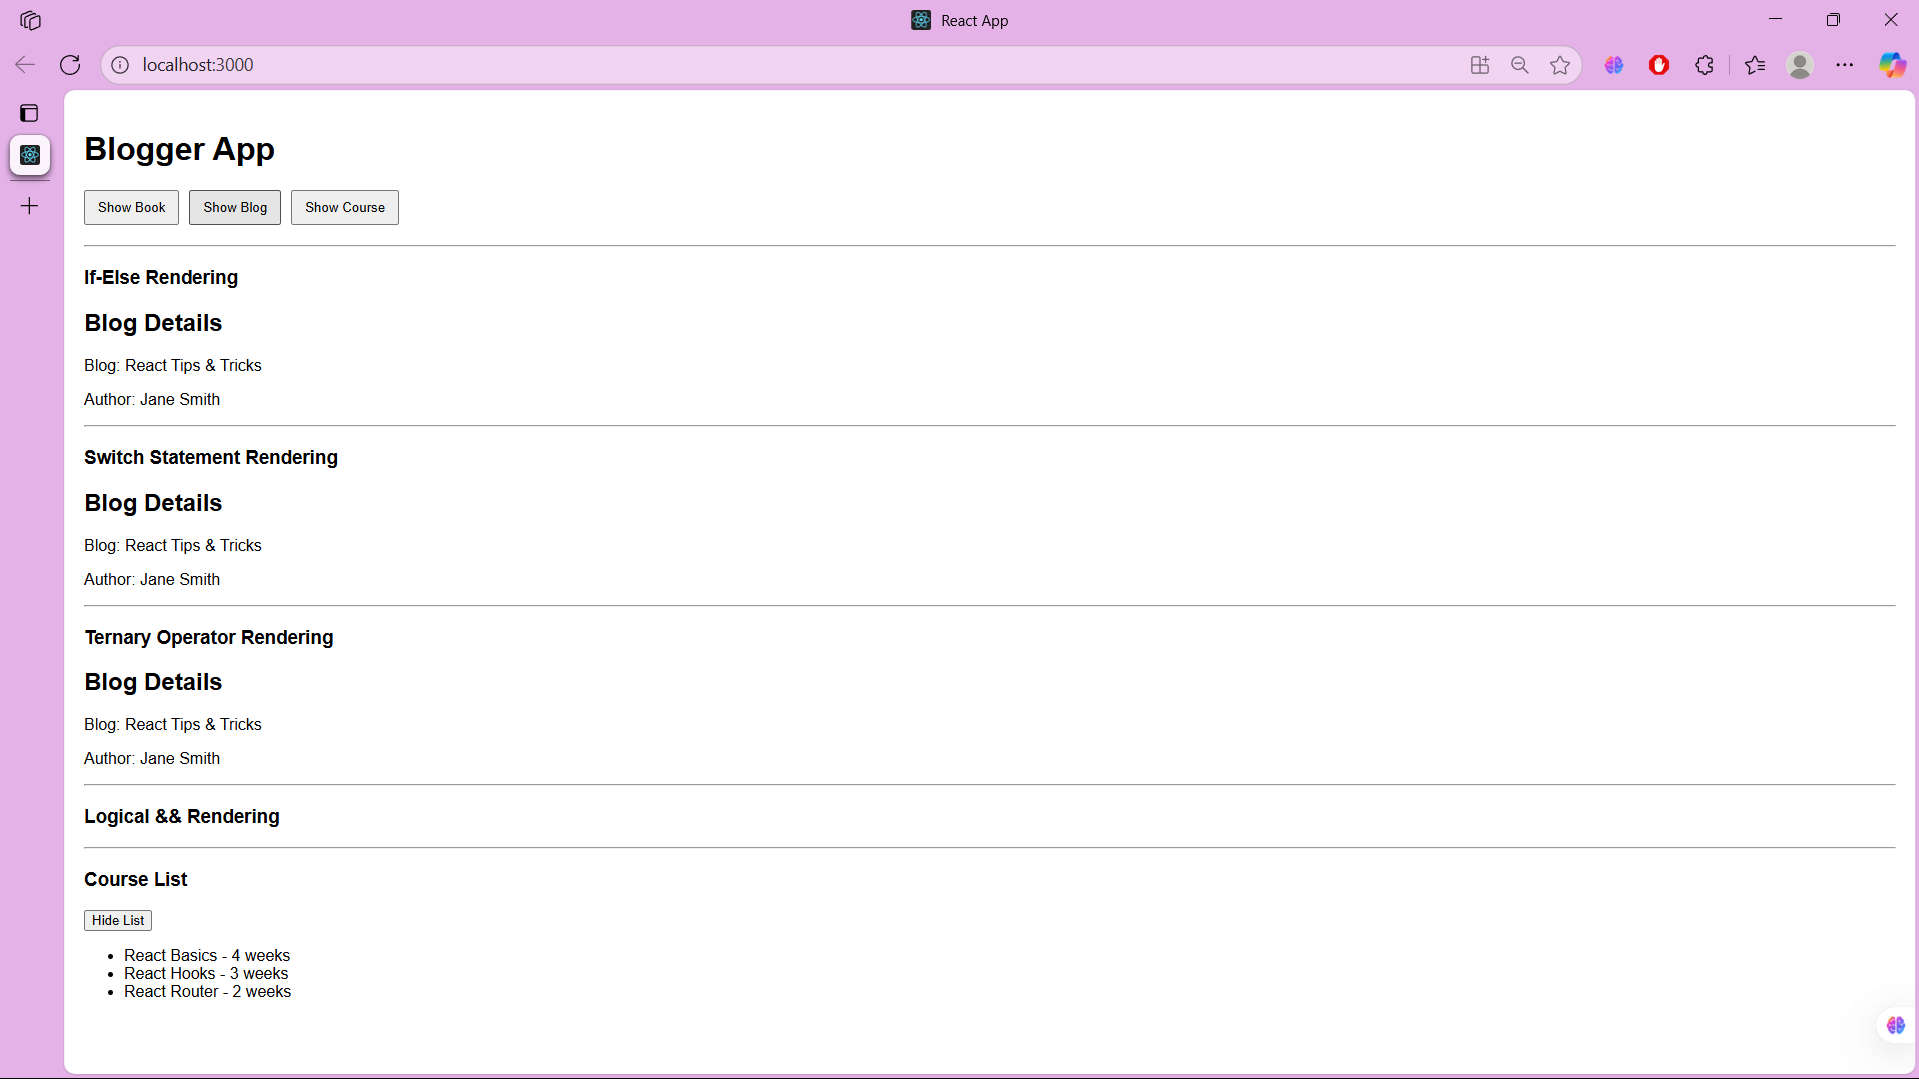 React App
localhost:3000
Blogger App
Show Book Show Blog Show Course
If-Else Rendering
Blog Details
Blog: React Tips & Tricks
Author: Jane Smith
Switch Statement Rendering
Blog Details
Blog: React Tips & Tricks
Author: Jane Smith
Ternary Operator Rendering
Blog Details
Blog: React Tips & Tricks
Author: Jane Smith
Logical && Rendering
Course List
Hide List
React Basics - 4 weeks
React Hooks - 3 weeks
React Router - 2 weeks